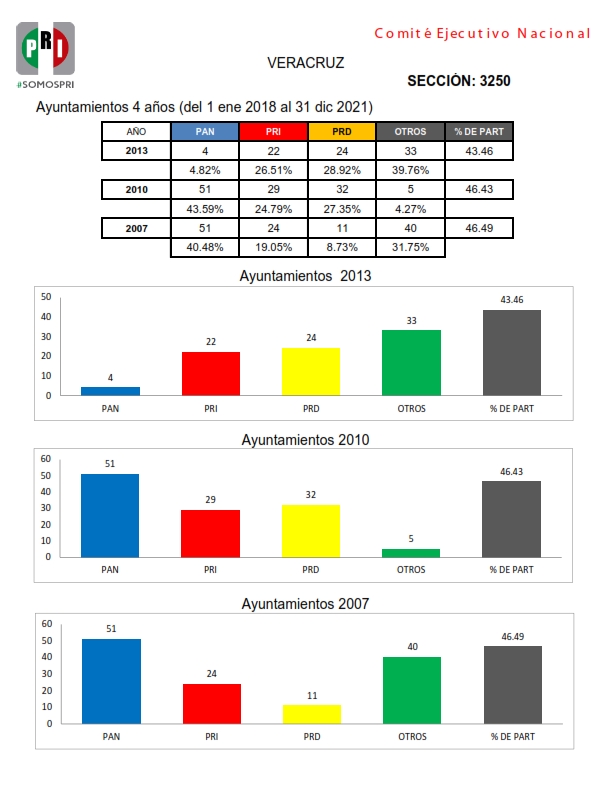 Comité Ejecutivo Nacional
PRI
#SOMOSPRI
VERACRUZ
SECCIÓN: 3250
Ayuntamientos 4 años (del 1 ene 2018 al 31 dic 2021)
AÑO PAN PRI PRD OTROS % DE PART
2013 4 22 24 33 43.46
4.82% 26.51% 28.92% 39.76%
2010 51 29 32 5 46.43
43.59% 24.79% 27.35% 4.27%
2007 51 24 11 40 46.49
40.48% 19.05% 8.73% 31.75%
Ayuntamientos 2013
50
40
30
20
10
0
4 22 24 33 43.46
PAN PRI PRD OTROS % DE PART
Ayuntamientos 2010
60
50
40
30
20
10
0
51 29 32 5 46.43
PAN PRI PRD OTROS % DE PART
Ayuntamientos 2007
60
50
40
30
20
10
0
51 24 11 40 46.49
PAN PRI PRD OTROS % DE PART